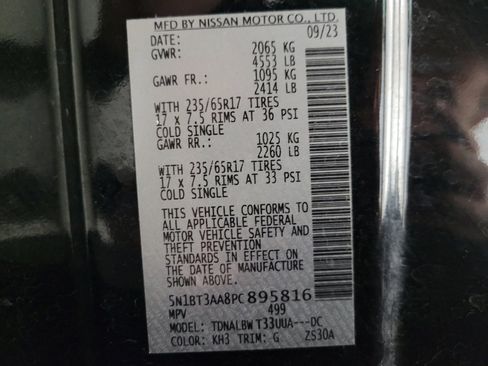 MFD BY NISSAN MOTOR CO., LTD.
DATE: 09/23
GVWR: 2065 KG
4553 LB
GAWR FR: 1095 KG
2414 LB
WITH 235/65R17 TIRES
17 x 7.5 RIMS AT 36 PSI
COLD SINGLE
GAWR RR.: 1025 KG
2260 LB
WITH 235/65R17 TIRES
17 x 7.5 RIMS AT 33 PSI
COLD SINGLE
THIS VEHICLE CONFORMS TO
ALL APPLICABLE FEDERAL
MOTOR VEHICLE SAFETY AND
THEFT PREVENTION
STANDARDS IN EFFECT ON
THE DATE OF MANUFACTURE
SHOWN ABOVE.
5N1BT3AA8PC895816
MPV 499
MODEL: TDNALBW T33UUA---DC
COLOR: KH3 TRIM: G ZS30A